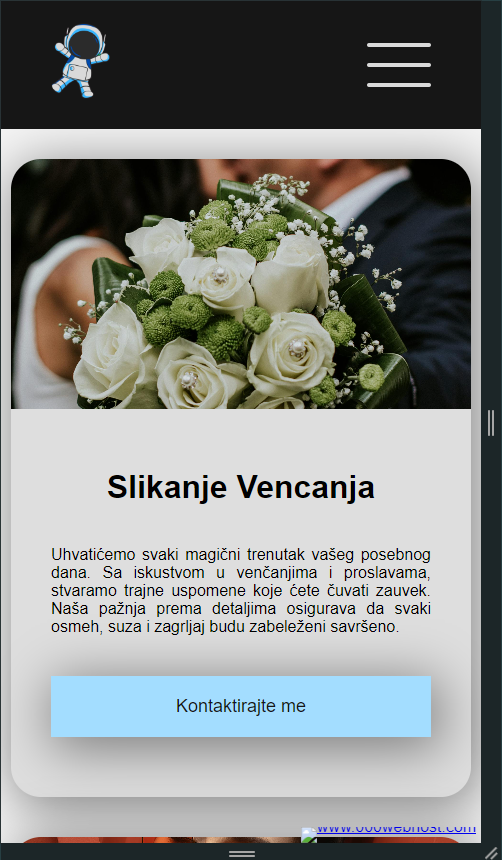 Slikanje Vencanja
Uhvatićemo svaki magični trenutak vašeg posebnog
dana. Sa iskustvom u venčanjima i proslavama,
stvaramo trajne uspomene koje ćete čuvati zauvek.
Naša pažnja prema detaljima osigurava da svaki
osmeh, suza i zagrljaj budu zabeleženi savršeno.
Kontaktirajte me
www.000webhost.com